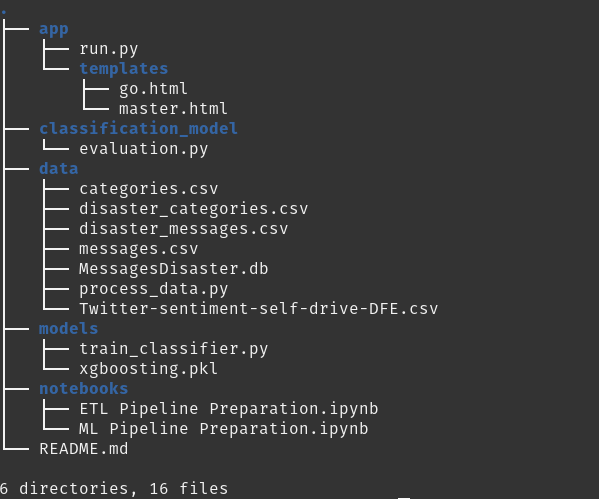 .
├── app
│   ├── run.py
│   └── templates
│       ├── go.html
│       └── master.html
├── classification_model
│   └── evaluation.py
├── data
│   ├── categories.csv
│   ├── disaster_categories.csv
│   ├── disaster_messages.csv
│   ├── messages.csv
│   ├── MessagesDisaster.db
│   ├── process_data.py
│   └── Twitter-sentiment-self-drive-DFE.csv
├── models
│   ├── train_classifier.py
│   └── xgboosting.pkl
├── notebooks
│   ├── ETL Pipeline Preparation.ipynb
│   └── ML Pipeline Preparation.ipynb
└── README.md

6 directories, 16 files